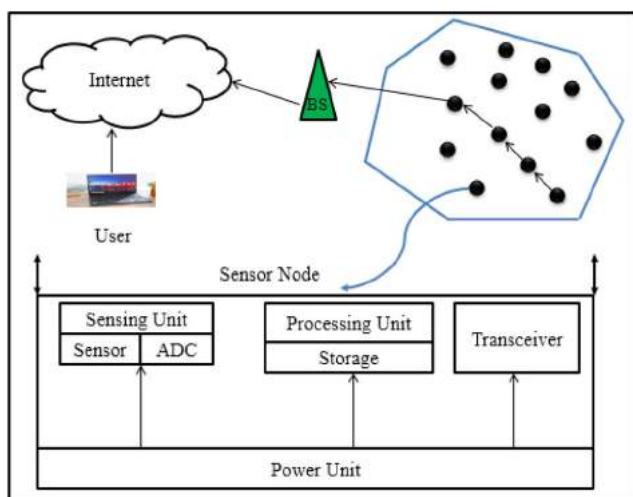 Internet
BS
User
Sensor Node
Sensing Unit
Sensor ADC
Processing Unit
Storage
Transceiver
Power Unit